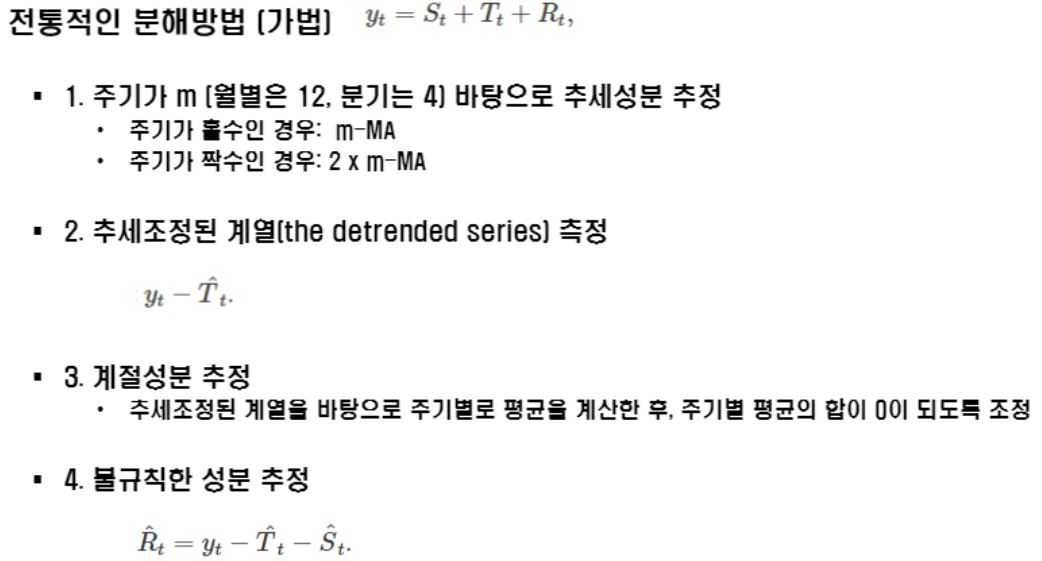 전통적인 분해방법 (가법) $y_t = S_t + T_t + R_t,$
▪ 1. 주기가 m (월별은 12, 분기는 4) 바탕으로 추세성분 추정
• 주기가 홀수인 경우: m-MA
• 주기가 짝수인 경우: 2 x m-MA
▪ 2. 추세조정된 계열(the detrended series) 측정
$y_t - \hat{T}_t.$
▪ 3. 계절성분 추정
• 추세조정된 계열을 바탕으로 주기별로 평균을 계산한 후, 주기별 평균의 합이 0이 되도록 조정
▪ 4. 불규칙한 성분 추정
$\hat{R}_t = y_t - \hat{T}_t - \hat{S}_t.$